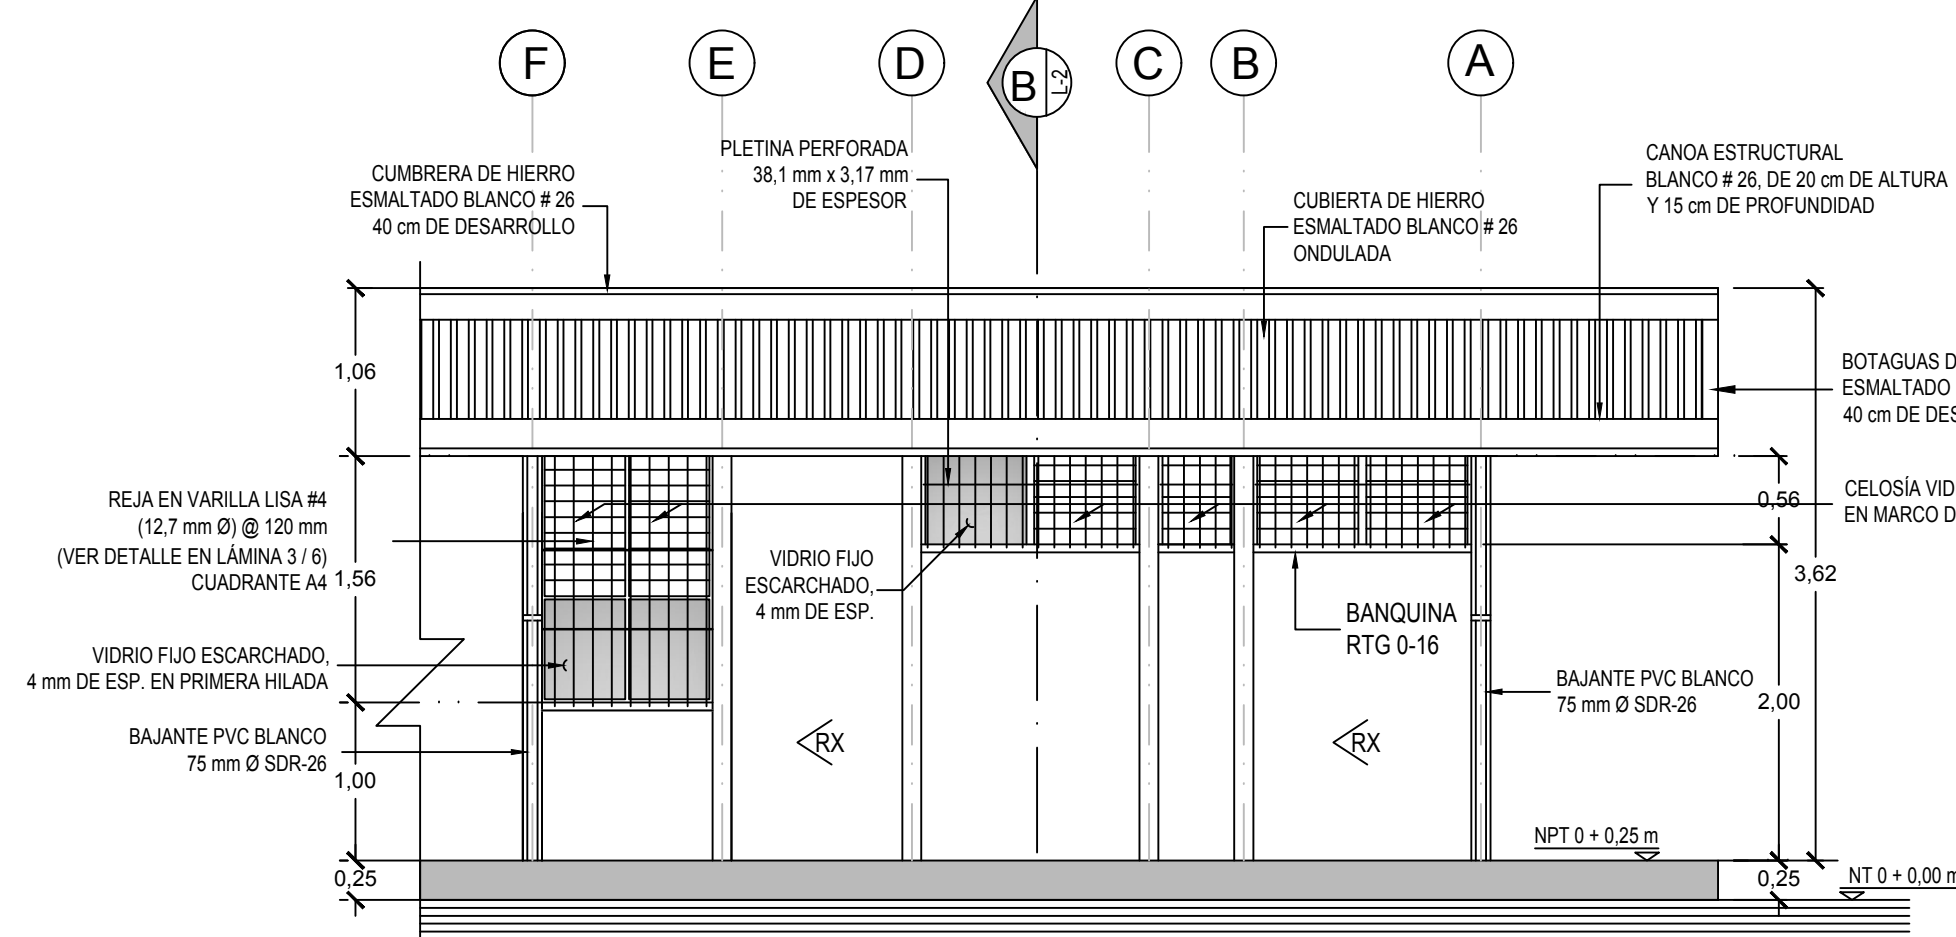 F
E
D
B
L-2
C
B
A
CUMBRERA DE HIERRO
ESMALTADO BLANCO # 26
40 cm DE DESARROLLO
PLETINA PERFORADA
38,1 mm x 3,17 mm
DE ESPESOR
CUBIERTA DE HIERRO
ESMALTADO BLANCO # 26
ONDULADA
CANOA ESTRUCTURAL
BLANCO # 26, DE 20 cm DE ALTURA
Y 15 cm DE PROFUNDIDAD
1,06
BOTAGUAS D
ESMALTADO
40 cm DE DES
REJA EN VARILLA LISA #4
(12,7 mm Ø) @ 120 mm
(VER DETALLE EN LÁMINA 3 / 6)
CUADRANTE A4
1,56
0,56
CELOSÍA VID
EN MARCO D
VIDRIO FIJO
ESCARCHADO,
4 mm DE ESP.
3,62
BANQUINA
RTG 0-16
VIDRIO FIJO ESCARCHADO,
4 mm DE ESP. EN PRIMERA HILADA
BAJANTE PVC BLANCO
75 mm Ø SDR-26
2,00
BAJANTE PVC BLANCO
75 mm Ø SDR-26
RX
RX
1,00
NPT 0 + 0,25 m
0,25
0,25
NT 0 + 0,00 m